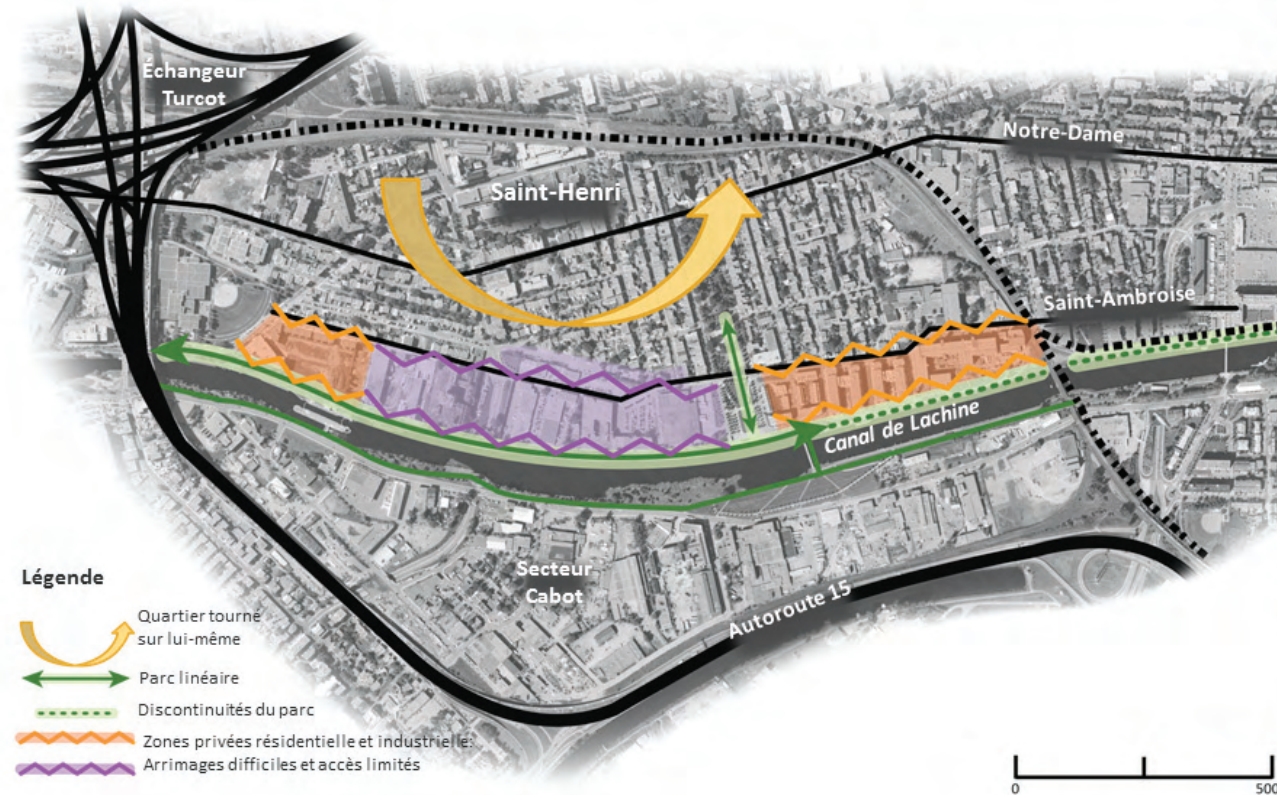 Échangeur
Turcot
Notre-Dame
Saint-Henri
Saint-Ambroise
Canal de Lachine
Secteur
Cabot
Autoroute 15
Légende
Quartier tourné
sur lui-même
Parc linéaire
Discontinuités du parc
Zones privées résidentielle et industrielle:
Arrimages difficiles et accès limités
0
500